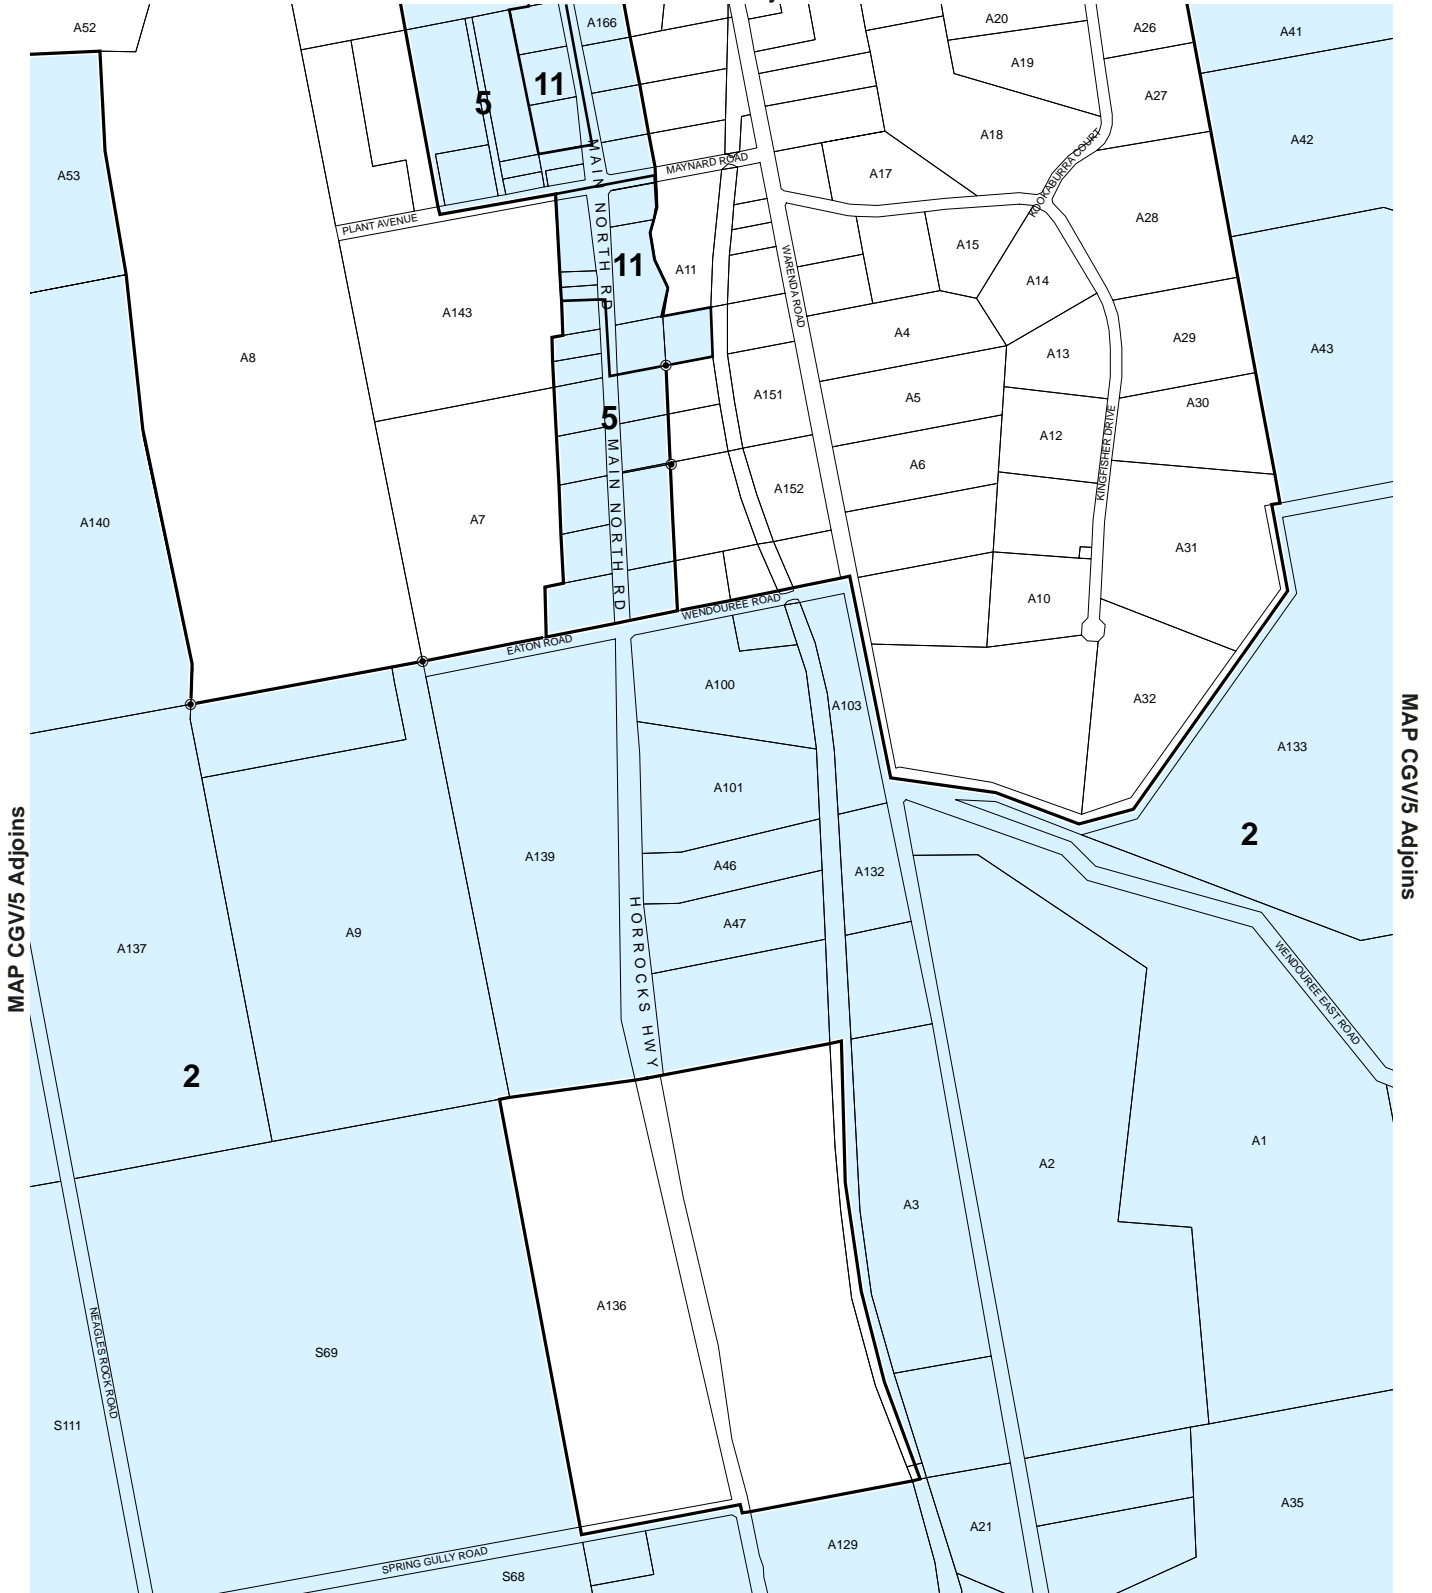 A52
A166
A20
A26
A41
A19
11
5
A27
A18
A42
MAIN NORTH RD
MAYNARD ROAD
KOOKABURRA COURT
A53
A17
PLANT AVENUE
A28
A15
11
A11
WARENDA ROAD
A14
A143
A4
A29
A43
A8
A13
A151
A5
A30
5
A12
KINGFISHER DRIVE
A6
MAIN NORTH RD
A152
A140
A7
A31
A10
WENDOUREE ROAD
EATON ROAD
A100
A103
A32
A133
MAP CGV/5 Adjoins
MAP CGV/5 Adjoins
A101
2
A139
A46
A132
A47
A9
A137
HORROCKS HWY
WENDOUREE EAST ROAD
2
A1
A2
A3
A136
S69
NEAGLES ROCK ROAD
S111
A35
A21
A129
SPRING GULLY ROAD
S68